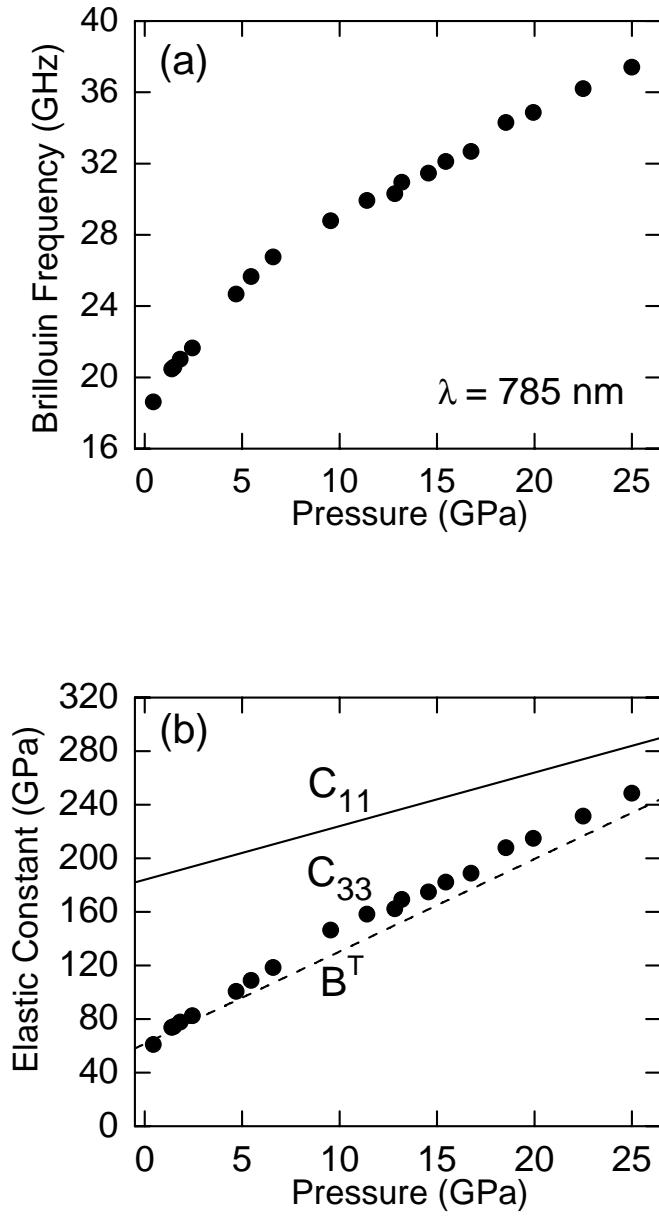 (a)
Brillouin Frequency (GHz)
40
36
32
28
24
20
16
λ = 785 nm
0 5 10 15 20 25
Pressure (GPa)
(b)
Elastic Constant (GPa)
320
280
240
200
160
120
80
40
0
C₁₁
C₃₃
Bᵀ
0 5 10 15 20 25
Pressure (GPa)